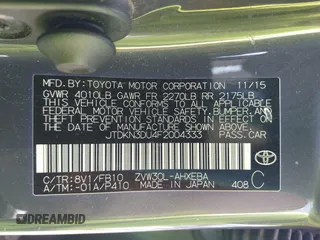 MFD.BY:TOYOTA MOTOR CORPORATION 11/15
GVWR 4010LB GAWR FR 2270LB RR 2175LB
THIS VEHICLE CONFORMS TO ALL APPLICABLE
FEDERAL MOTOR VEHICLE SAFETY, BUMPER,
AND THEFT PREVENTION STANDARDS IN
EFFECT ON THE DATE OF MANUFACTURE
SHOWN ABOVE.
JTDKN3DU4F2004333 PASS.CAR
C/TR:8V1/FB10 ZVW30L-AHXEBA
A/TM:-01A/P410 MADE IN JAPAN 408 C
TOYOTA
DREAMBID